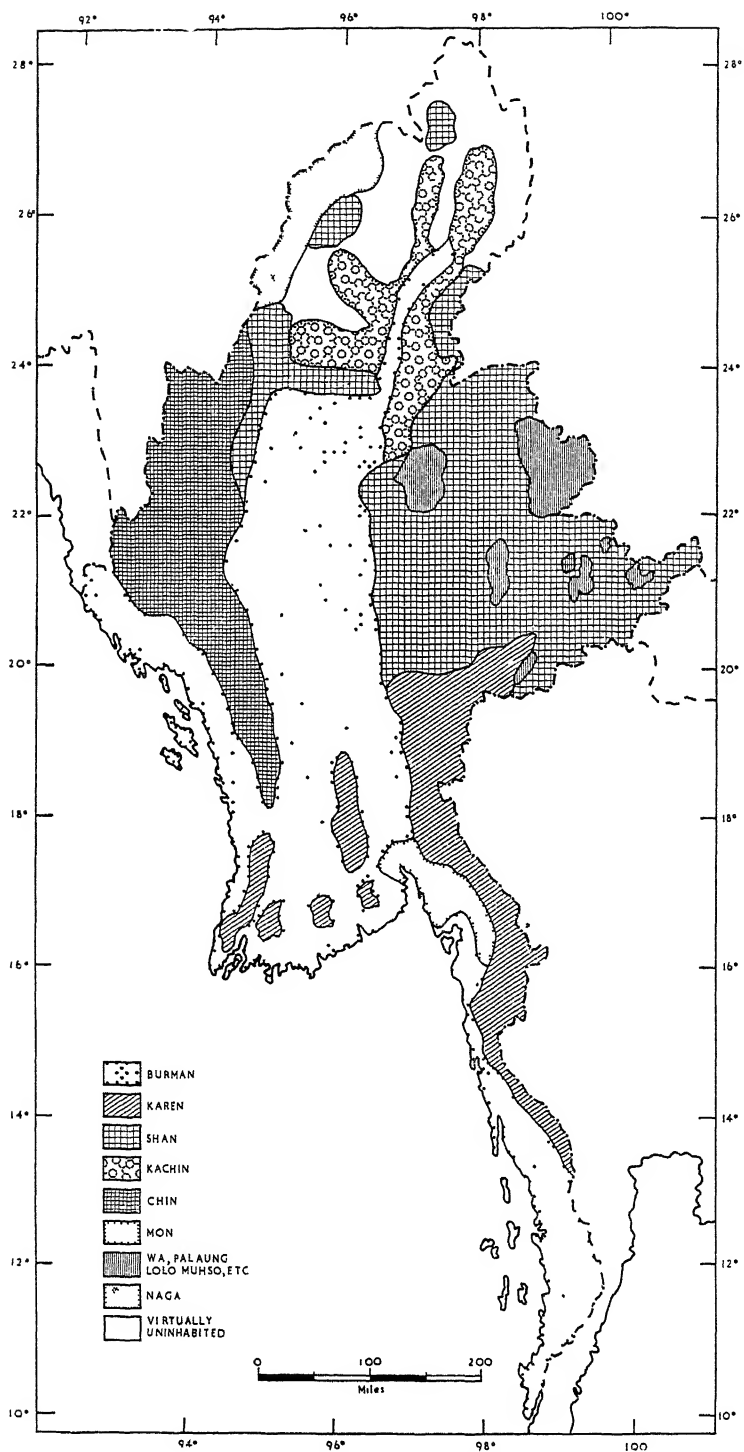 92° 94° 96° 98° 100°
28° 28°
26° 26°
24° 24°
22° 22°
20° 20°
18° 18°
16° 16°
BURMAN
KAREN
SHAN
KACHIN
CHIN
MON
WA, PALAUNG
LOLO MUHSO, ETC
NAGA
VIRTUALLY
UNINHABITED
14° 14°
12° 12°
0 100 200
Miles
10° 10°
94° 96° 98° 100